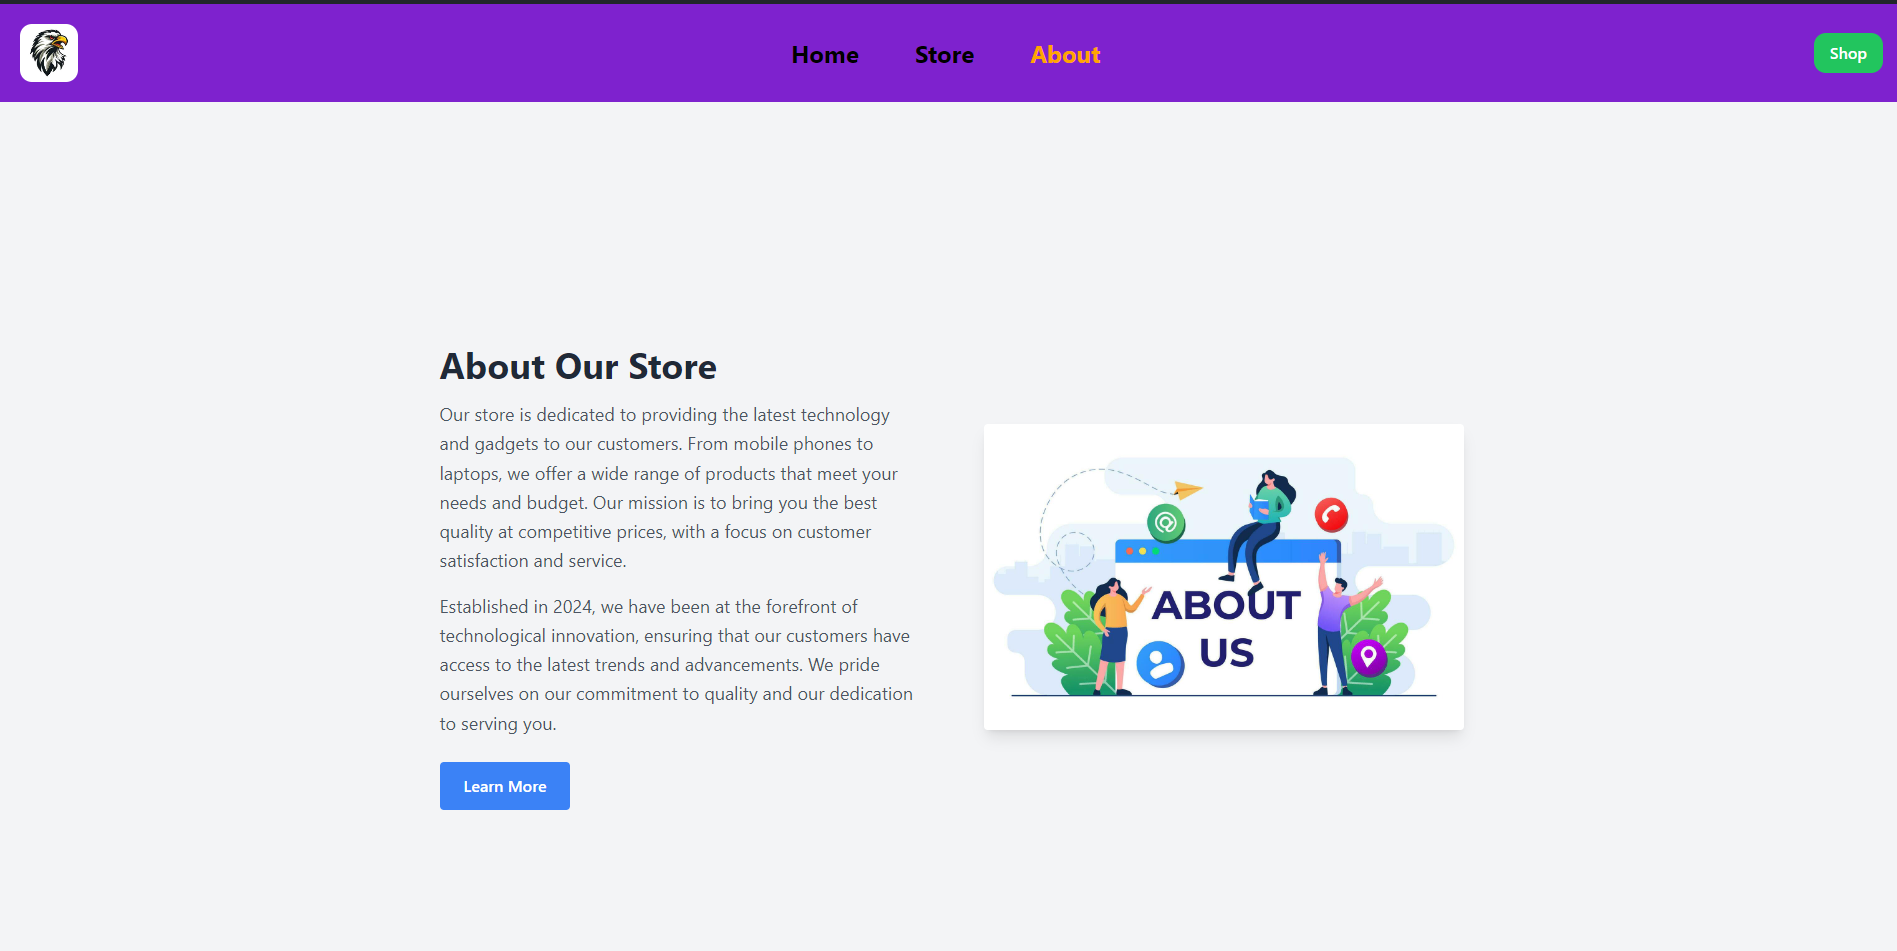 Home Store About
Shop
About Our Store
Our store is dedicated to providing the latest technology
and gadgets to our customers. From mobile phones to
laptops, we offer a wide range of products that meet your
needs and budget. Our mission is to bring you the best
quality at competitive prices, with a focus on customer
satisfaction and service.
Established in 2024, we have been at the forefront of
technological innovation, ensuring that our customers have
access to the latest trends and advancements. We pride
ourselves on our commitment to quality and our dedication
to serving you.
Learn More
ABOUT
US